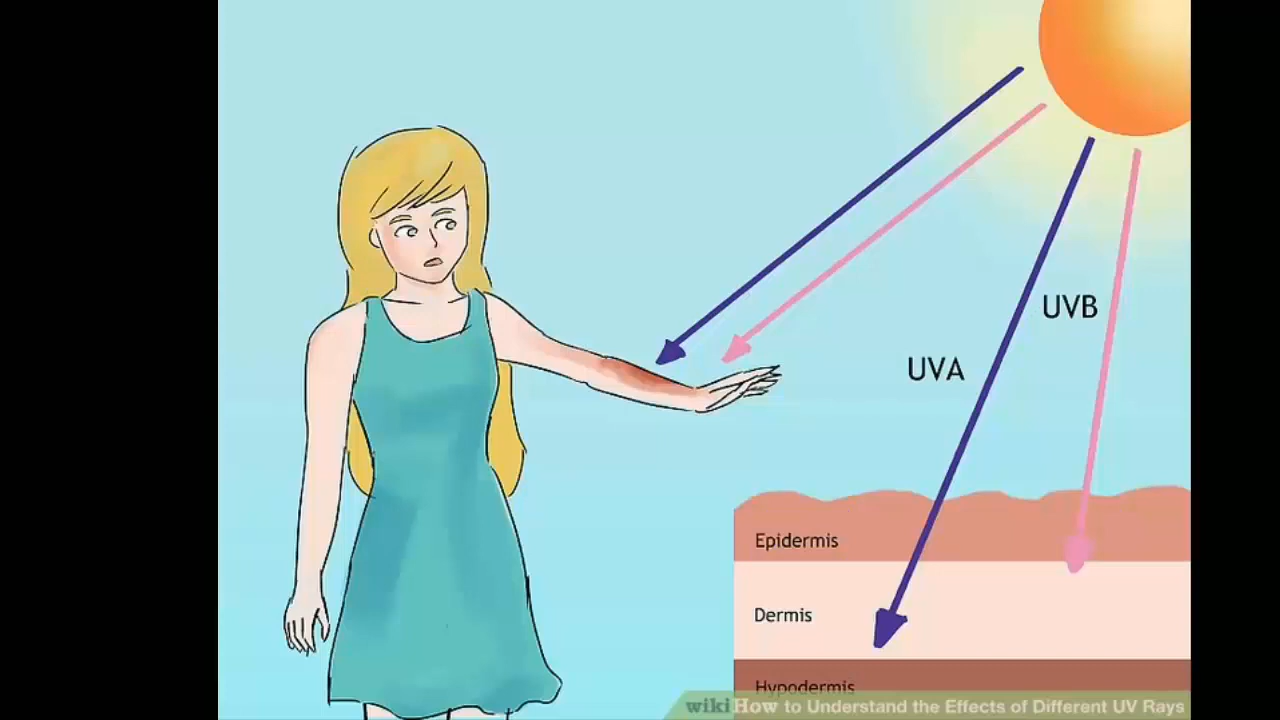 UVB
UVA
Epidermis
Dermis
Hypodermis
wikiHow to Understand the Effects of Different UV Rays